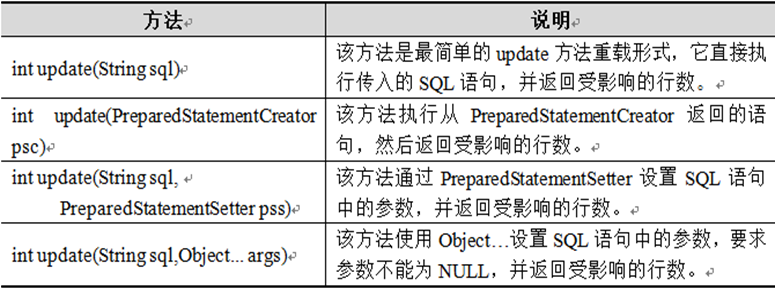 方法
说明
int update(String sql)
该方法是最简单的 update 方法重载形式，它直接执
行传入的 SQL 语句，并返回受影响的行数。
int update(PreparedStatementCreator
psc)
该方法执行从 PreparedStatementCreator 返回的语
句，然后返回受影响的行数。
int update(String sql,
PreparedStatementSetter pss)
该方法通过 PreparedStatementSetter 设置 SQL 语句
中的参数，并返回受影响的行数。
int update(String sql,Object... args)
该方法使用 Object…设置 SQL 语句中的参数，要求
参数不能为 NULL，并返回受影响的行数。